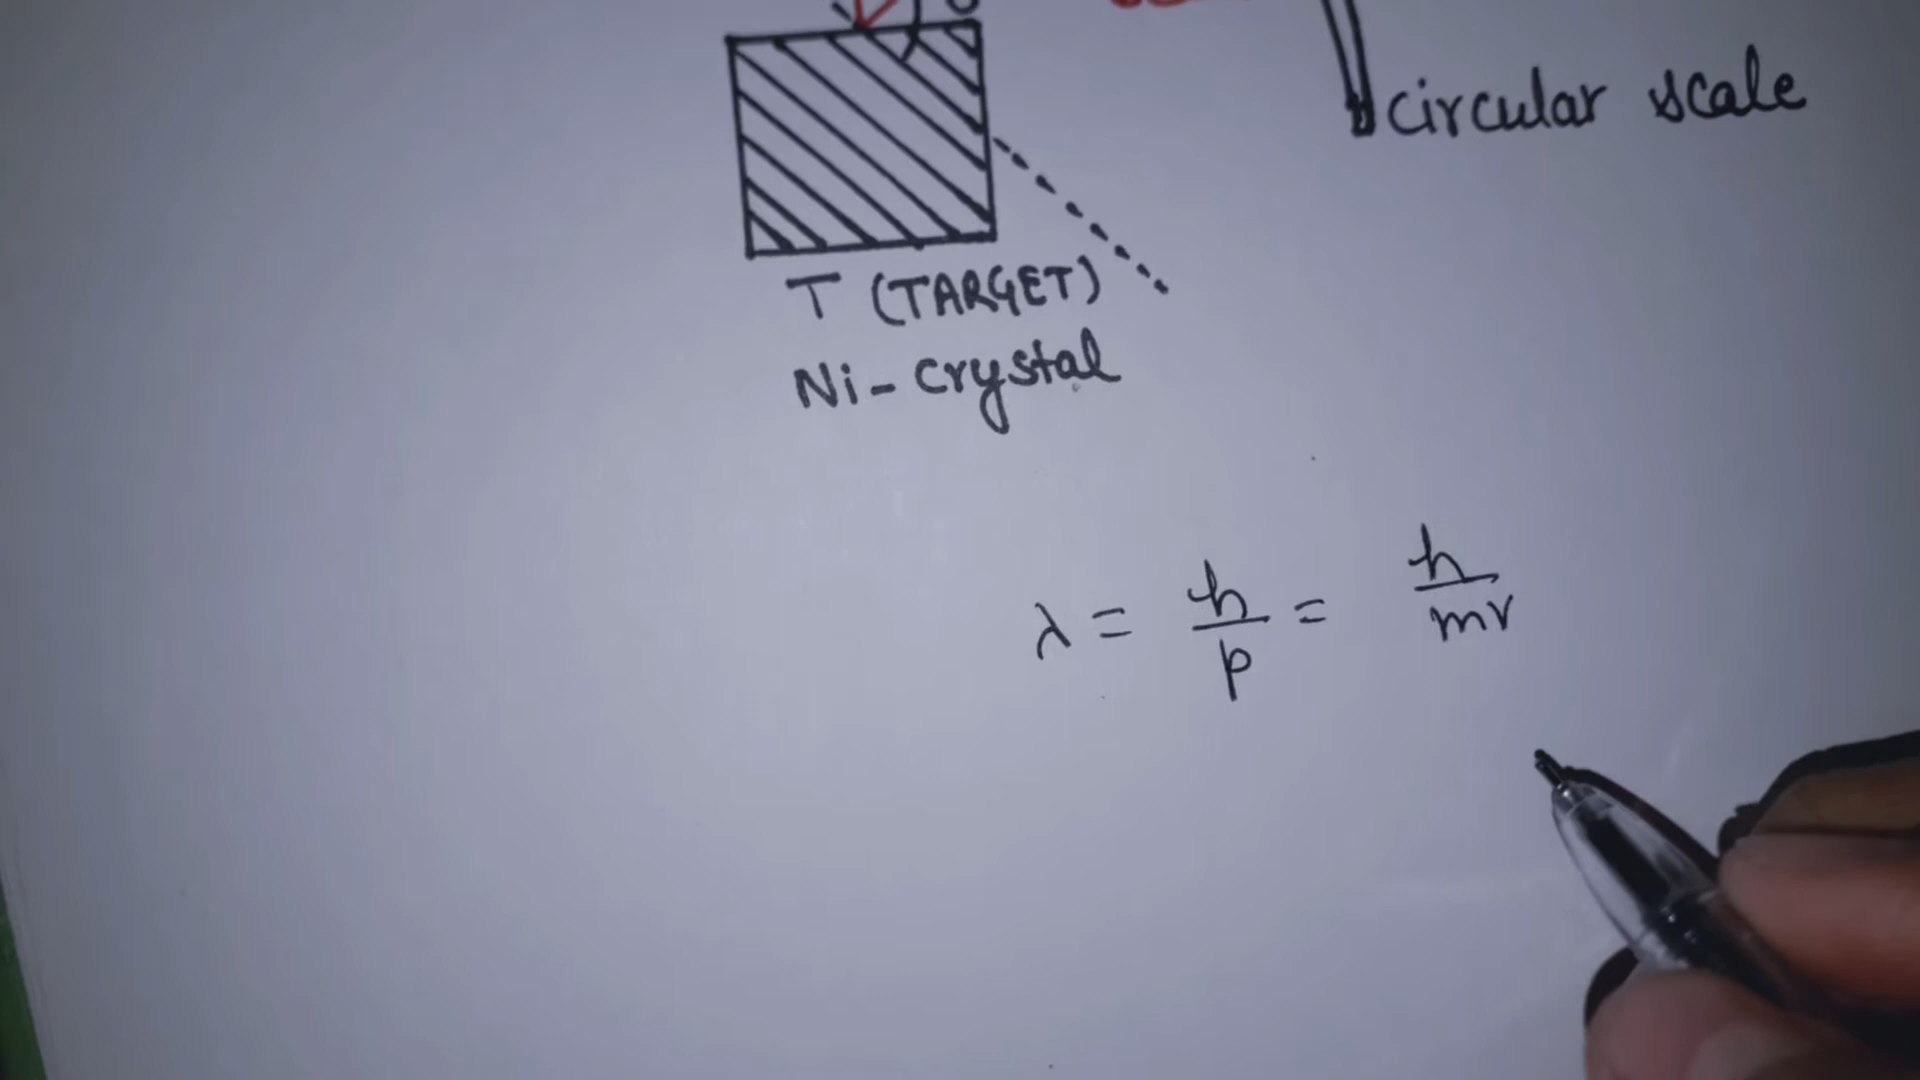 circular scale
T (TARGET)
Ni-crystal
λ = h/p = h/mv